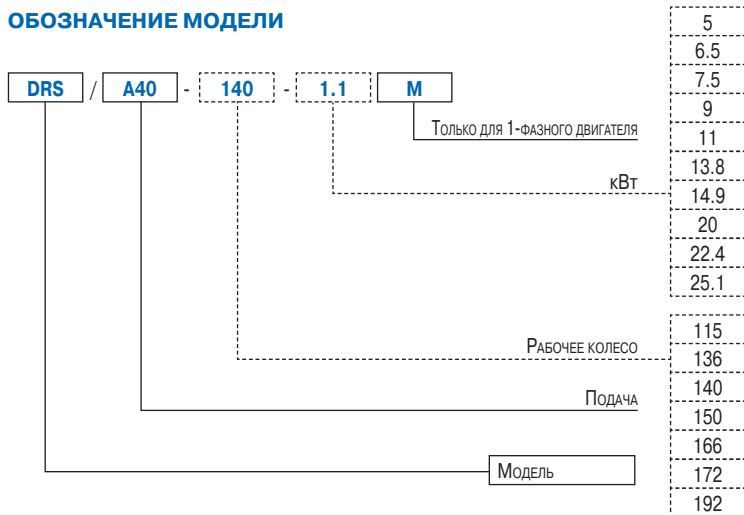 ОБОЗНАЧЕНИЕ МОДЕЛИ
DRS / A40 - 140 - 1.1 M
Только для 1-фазного двигателя
кВт
5
6.5
7.5
9
11
13.8
14.9
20
22.4
25.1
Рабочее колесо
115
136
140
150
166
172
192
Подача
Модель